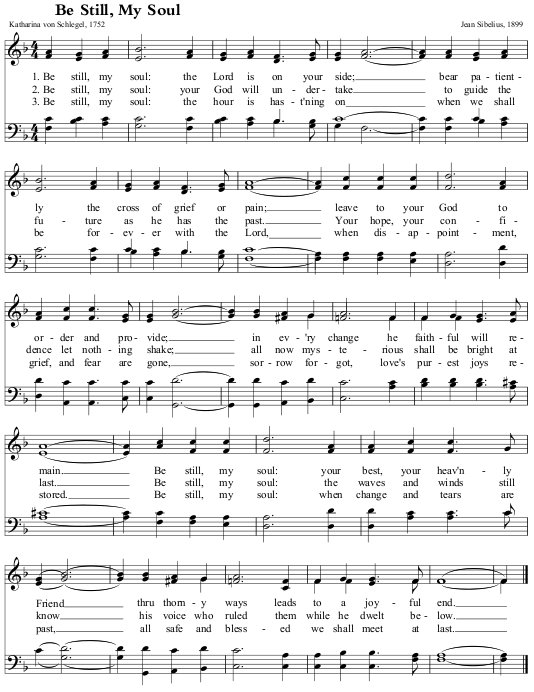 Be Still, My Soul
Katharina von Schlegel, 1752
Jean Sibelius, 1899
1. Be still, my soul: the Lord is on your side; bear pa - tient -
2. Be still, my soul: your God will un - der - take to guide the
3. Be still, my soul: the hour is has - t'ning on when we shall
ly the cross of grief or pain; leave to your God to
fu - ture as he has the past. Your hope, your con - fi -
be for - ev - er with the Lord, when dis - ap - point - ment,
or - der and pro - vide; in ev - 'ry change he faith - ful will re -
dence let noth - ing shake; all now mys - te - rious shall be bright at
grief, and fear are gone, sor - row for - got, love's pur - est joys re -
main. Be still, my soul: your best, your heav'n - ly
last. Be still, my soul: the waves and winds still
stored. Be still, my soul: when change and tears are
Friend thru thorn - y ways leads to a joy - ful end.
know his voice who ruled them while he dwelt be - low.
past, all safe and bless - ed we shall meet at last.